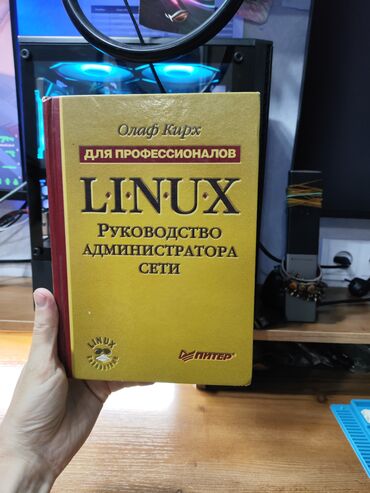 Олаф Кирх
ДЛЯ ПРОФЕССИОНАЛОВ
L·I·N·U·X
РУКОВОДСТВО
АДМИНИСТРАТОРА
СЕТИ
LINUX
ПИТЕР®